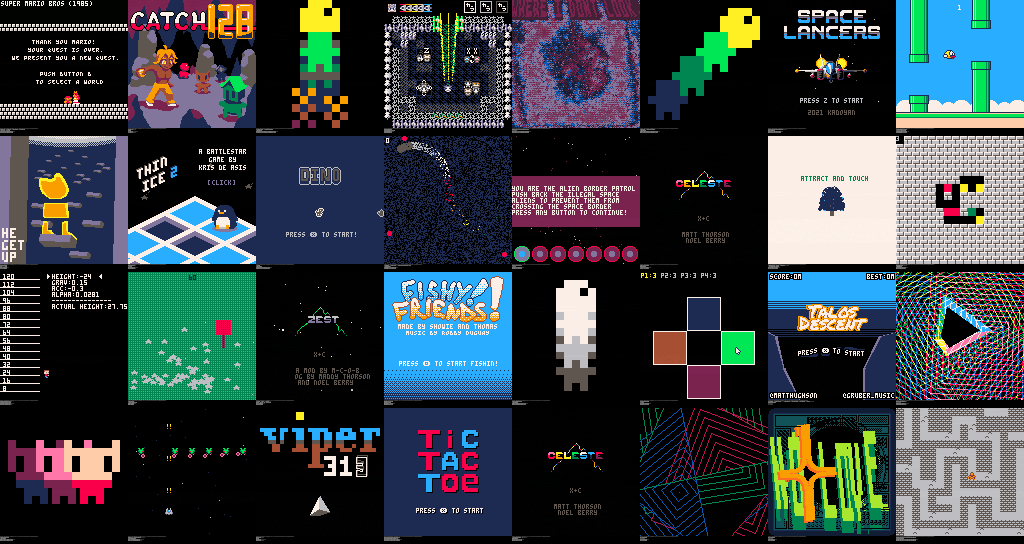 SUPER MARIO BROS (1985)
THANK YOU MARIO!
YOUR QUEST IS OVER.
WE PRESENT YOU A NEW QUEST.
PUSH BUTTON B
TO SELECT A WORLD
CATCH 128
SPACE
LANCERS
PRESS Z TO START
2021 KADOYAN
1
HE
GET
UP
THIN
ICE 2
A BATTLESTAR
GAME BY
KRIS DE ASIS
[CLICK]
DINO
PRESS ❎ TO START!
0
YOU ARE THE ALIEN BORDER PATROL
PUSH BACK THE ILLEGAL SPACE
ALIENS TO PREVENT THEM FROM
CROSSING THE SPACE BORDER
PRESS ANY BUTTON TO CONTINUE!
CELESTE
X+C
MATT THORSON
NOEL BERRY
ATTRACT AND TOUCH
3
120
112
104
96
88
80
72
64
56
48
40
32
24
16
8
HEIGHT:-24
GRAV:0.15
ACC:-0.3
ALPHA:0.0281
ACTUAL HEIGHT:27.75
ZEST
X+C
A MOD BY M-C-O-B
OG BY MADDY THORSON
AND NOEL BERRY
FISHY
FRIENDS!
MADE BY SHOWIE AND THOMAS
MUSIC BY ROBBY DUGUAY
PRESS ❎ TO START FISHIN!
P1:3 P2:3 P3:3 P4:3
SCORE:0M
BEST:0M
TALOS
DESCENT
PRESS ❎ TO START
@MATTHUGHSON
@GRUBER_MUSIC
viper
31
TiC
TAC
Toe
PRESS ❎ TO START
CELESTE
X+C
MATT THORSON
NOEL BERRY